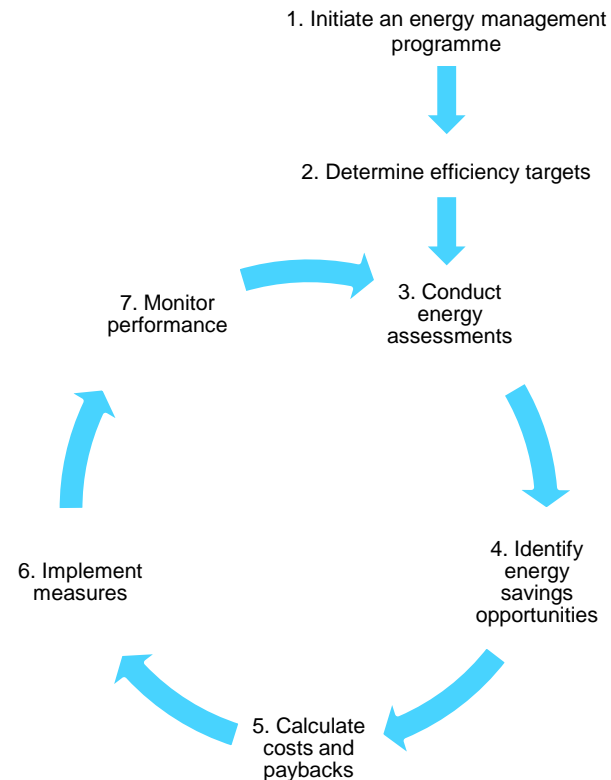 1. Initiate an energy management
programme
2. Determine efficiency targets
3. Conduct
energy
assessments
4. Identify
energy
savings
opportunities
5. Calculate
costs and
paybacks
6. Implement
measures
7. Monitor
performance